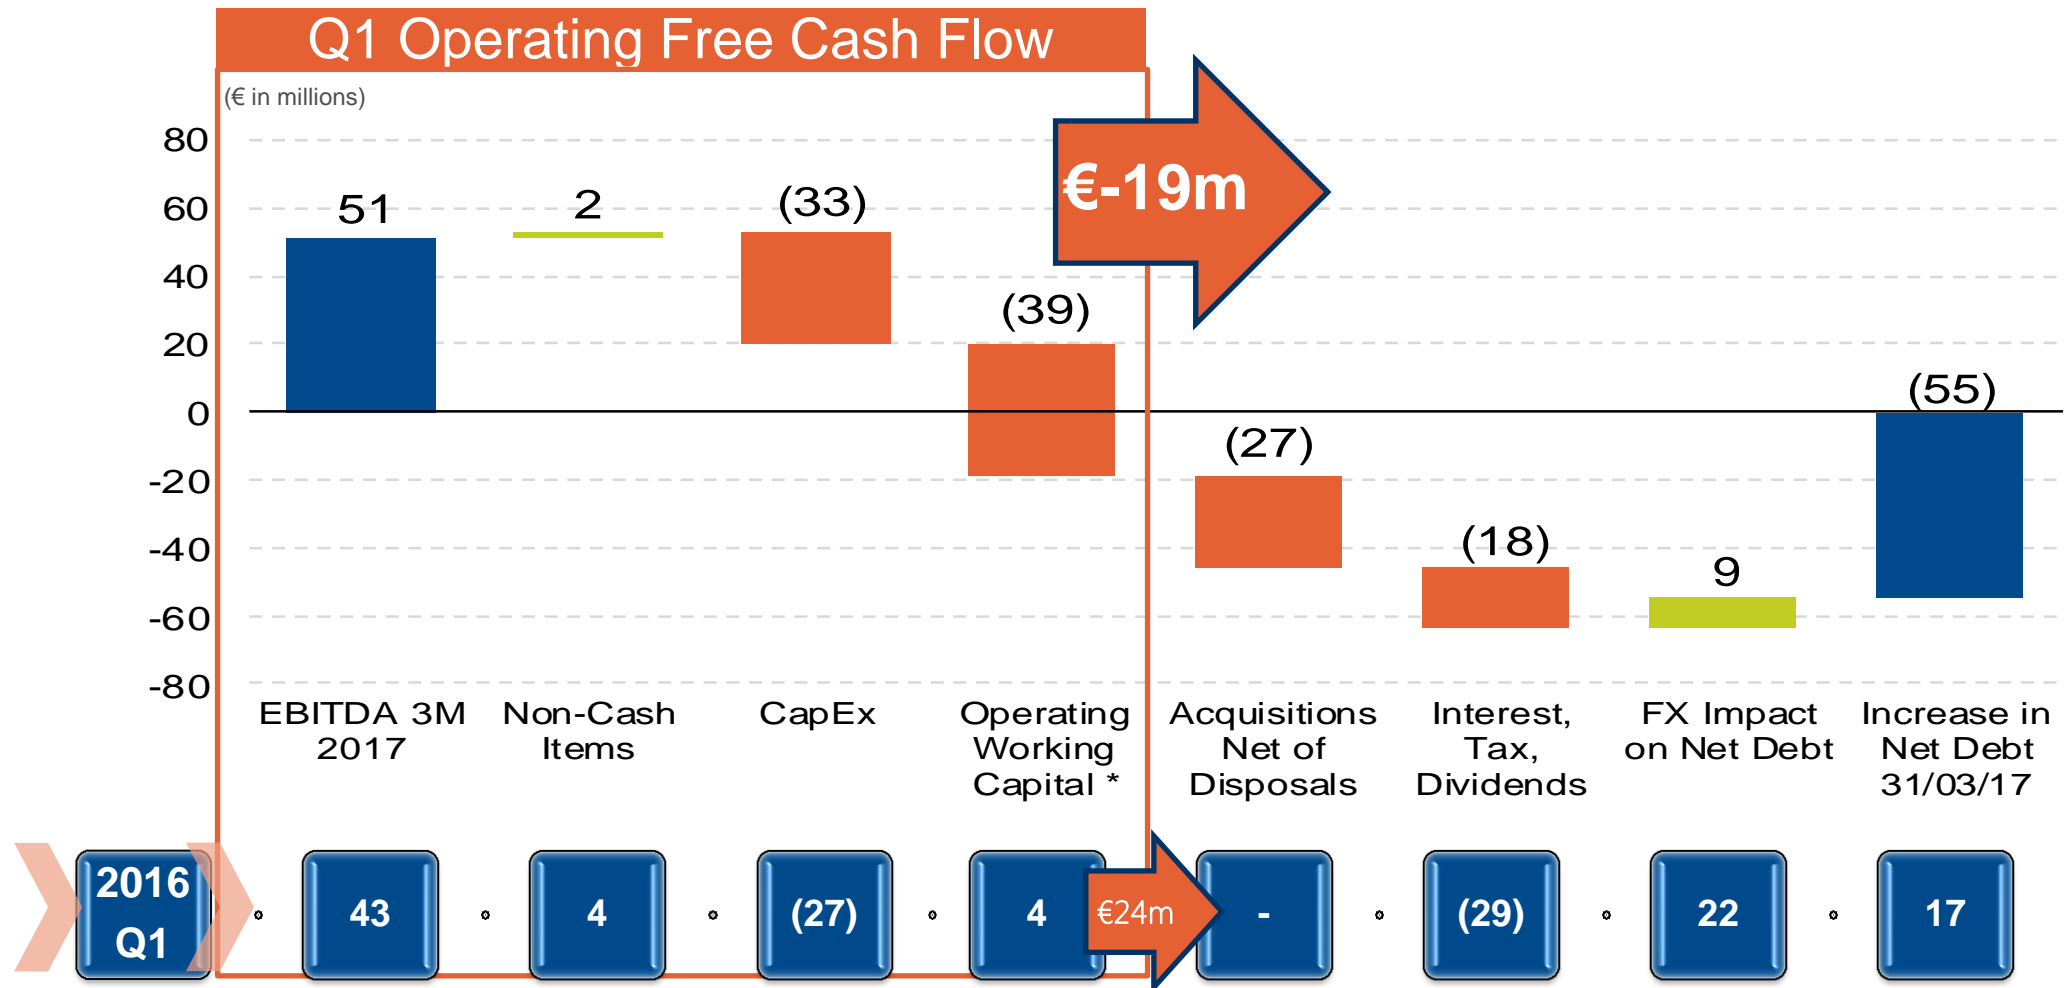 Q1 Operating Free Cash Flow
(€ in millions)
80
60
40
20
0
-20
-40
-60
-80
51
2
(33)
(39)
€-19m
(27)
(18)
9
(55)
EBITDA 3M
2017
Non-Cash
Items
CapEx
Operating
Working
Capital *
Acquisitions
Net of
Disposals
Interest,
Tax,
Dividends
FX Impact
on Net Debt
Increase in
Net Debt
31/03/17
2016
Q1
43
4
(27)
4
€24m
-
(29)
22
17